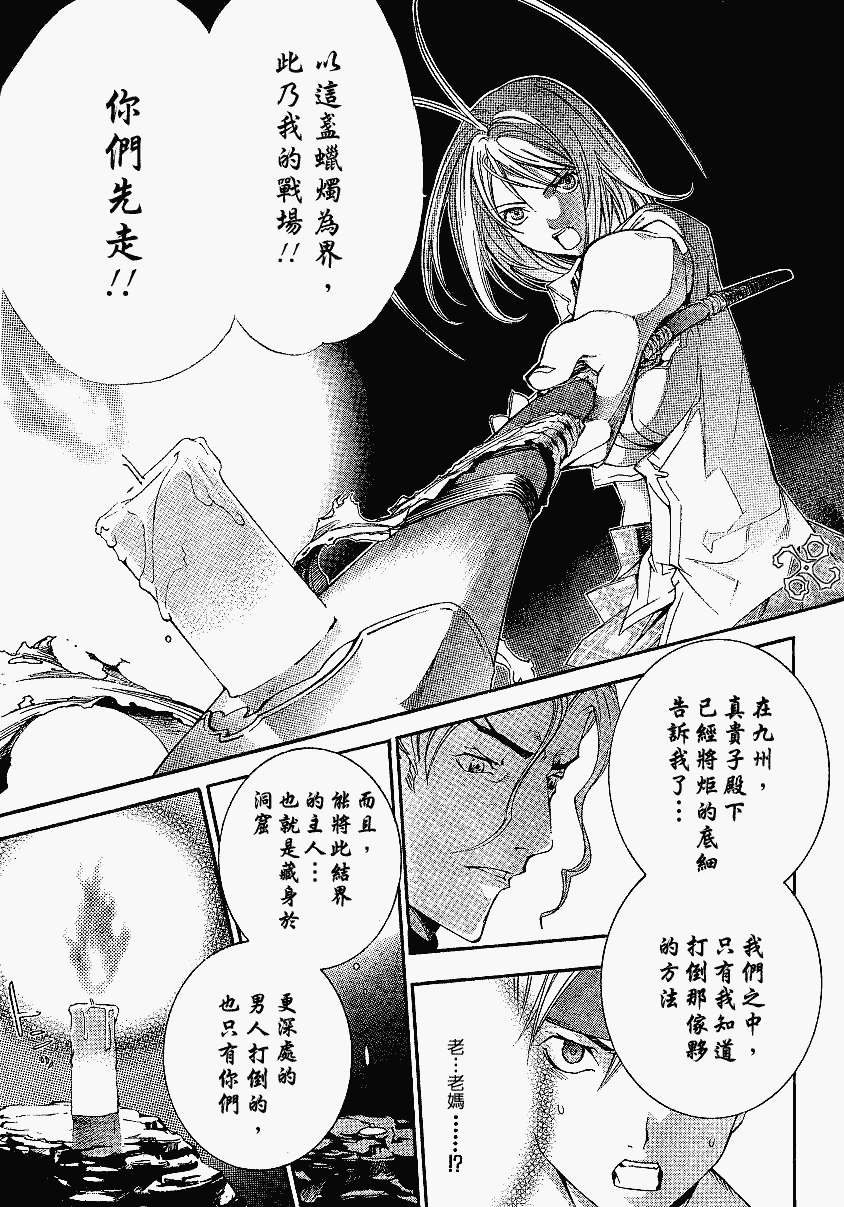 以這盞蠟燭為界，
此乃我的戰場!!
你們先走!!
在九州，
真貴子殿下
已經將炬的底細
告訴我了…
我們之中，
只有我知道
打倒那傢夥
的方法
老…老媽……!?
而且，
能將此結界
的主人…
也就是藏身於
洞窟
更深處的
男人打倒的，
也只有你們